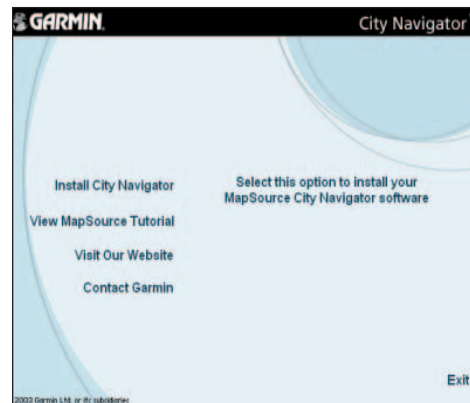 GARMIN
City Navigator
Install City Navigator
Select this option to install your
MapSource City Navigator software
View MapSource Tutorial
Visit Our Website
Contact Garmin
Exit
2003 Garmin Ltd. or its subsidiaries